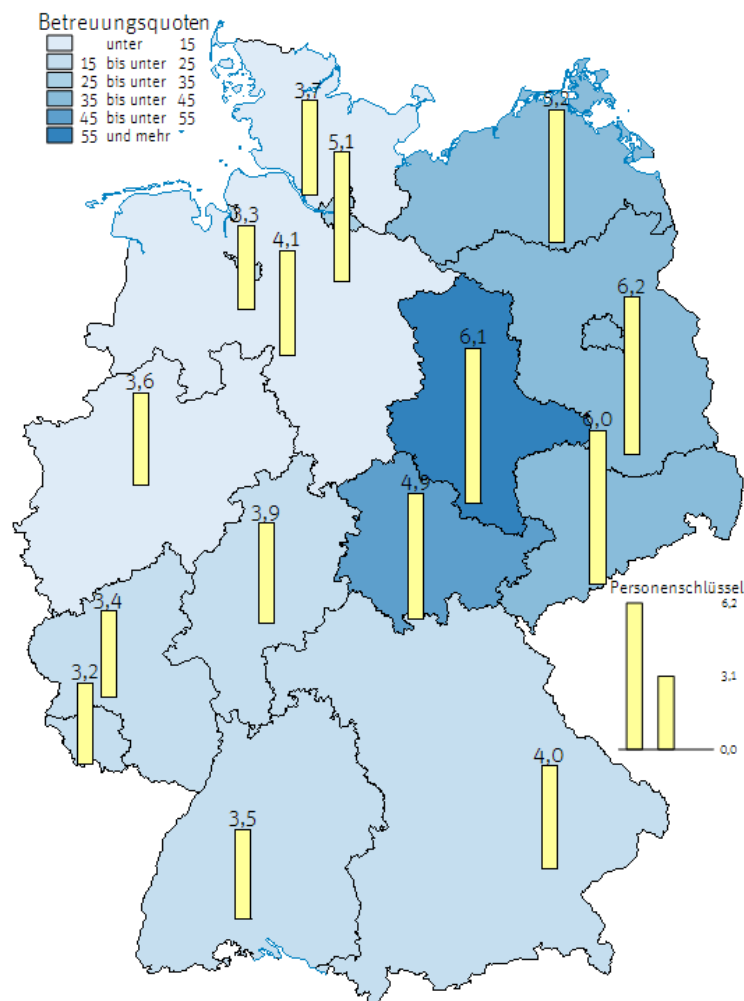 Betreuungsquoten
unter 15
15 bis unter 25
25 bis unter 35
35 bis unter 45
45 bis unter 55
55 und mehr
3,7
5,2
5,1
3,3
4,1
6,2
6,1
3,6
6,0
4,9
3,9
Personenschlüssel
6,2
3,4
3,2
3,1
0,0
4,0
3,5